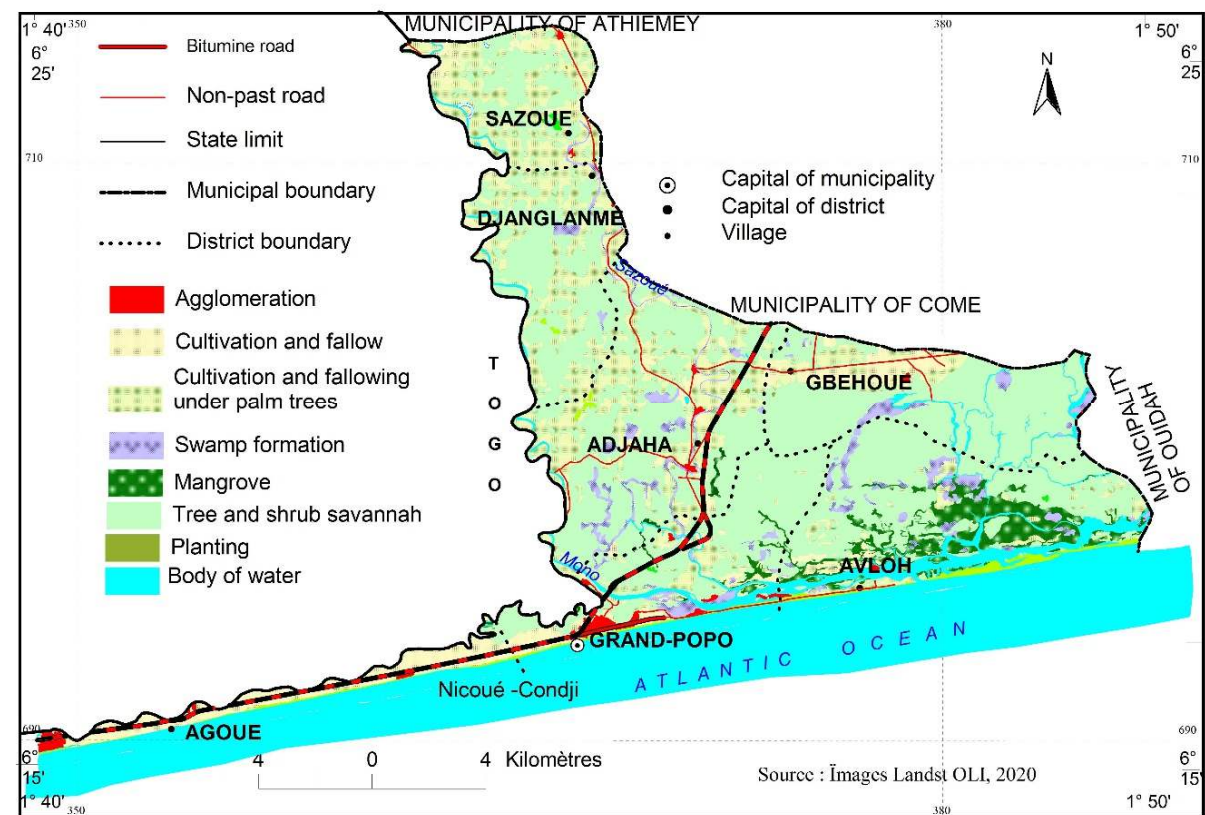 1° 40'
350
MUNICIPALITY OF ATHIEMEY
380
1° 50'
6°
25'
6°
25
Bitumine road
Non-past road
State limit
Municipal boundary
District boundary
Agglomeration
Cultivation and fallow
Cultivation and fallowing
under palm trees
Swamp formation
Mangrove
Tree and shrub savannah
Planting
Body of water
N
710
710
SAZOUE
DJANGLANME
Capital of municipality
Capital of district
Village
Sazoué
MUNICIPALITY OF COME
T
O
G
O
GBEHOUE
ADJAHA
MUNICIPALITY
OF OUIDAH
Mono
AVLOH
GRAND-POPO
ATLANTIC OCEAN
Nicoué -Condji
AGOUE
690
690
6°
15'
6°
15'
4 0 4 Kilomètres
Source : Ïmages Landst OLI, 2020
1° 40'
350
380
1° 50'